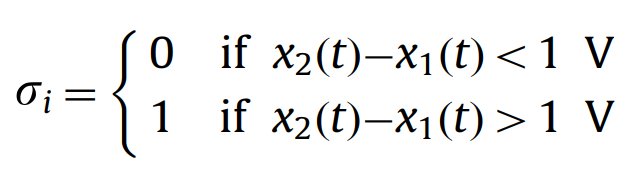 σᵢ = { 0 if x₂(t)−x₁(t) < 1 V
1 if x₂(t)−x₁(t) > 1 V